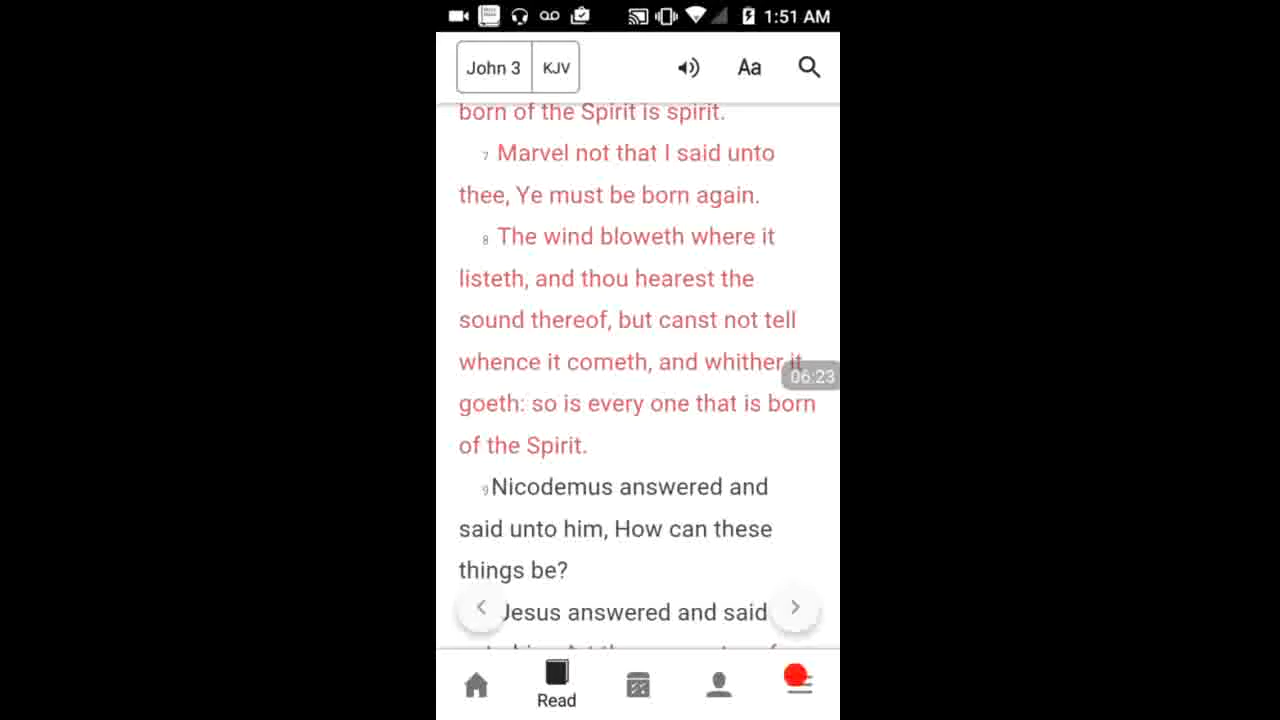 1:51 AM
John 3 KJV Aa
born of the Spirit is spirit.
7 Marvel not that I said unto
thee, Ye must be born again.
8 The wind bloweth where it
listeth, and thou hearest the
sound thereof, but canst not tell
whence it cometh, and whither it
06:23
goeth: so is every one that is born
of the Spirit.
9 Nicodemus answered and
said unto him, How can these
things be?
Jesus answered and said
Read